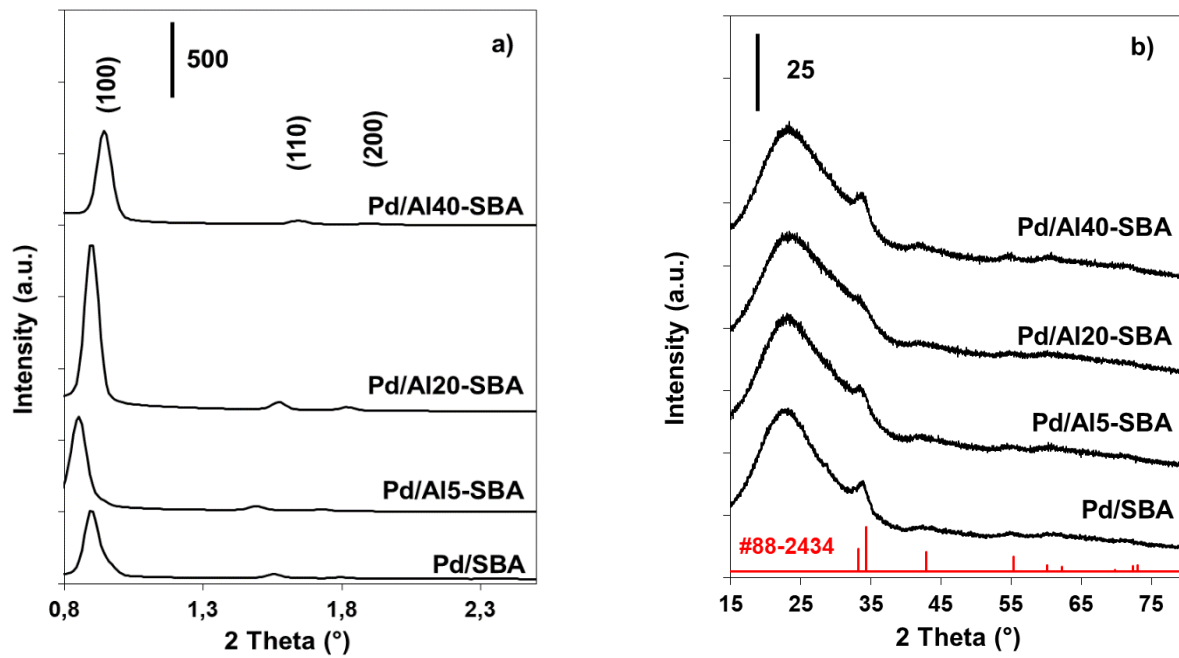 a)
500
(100)
(110)
(200)
Pd/Al40-SBA
Pd/Al20-SBA
Pd/Al5-SBA
Pd/SBA
Intensity (a.u.)
0,8 1,3 1,8 2,3
2 Theta (°)
b)
25
Pd/Al40-SBA
Pd/Al20-SBA
Pd/Al5-SBA
Pd/SBA
#88-2434
Intensity (a.u.)
15 25 35 45 55 65 75
2 Theta (°)